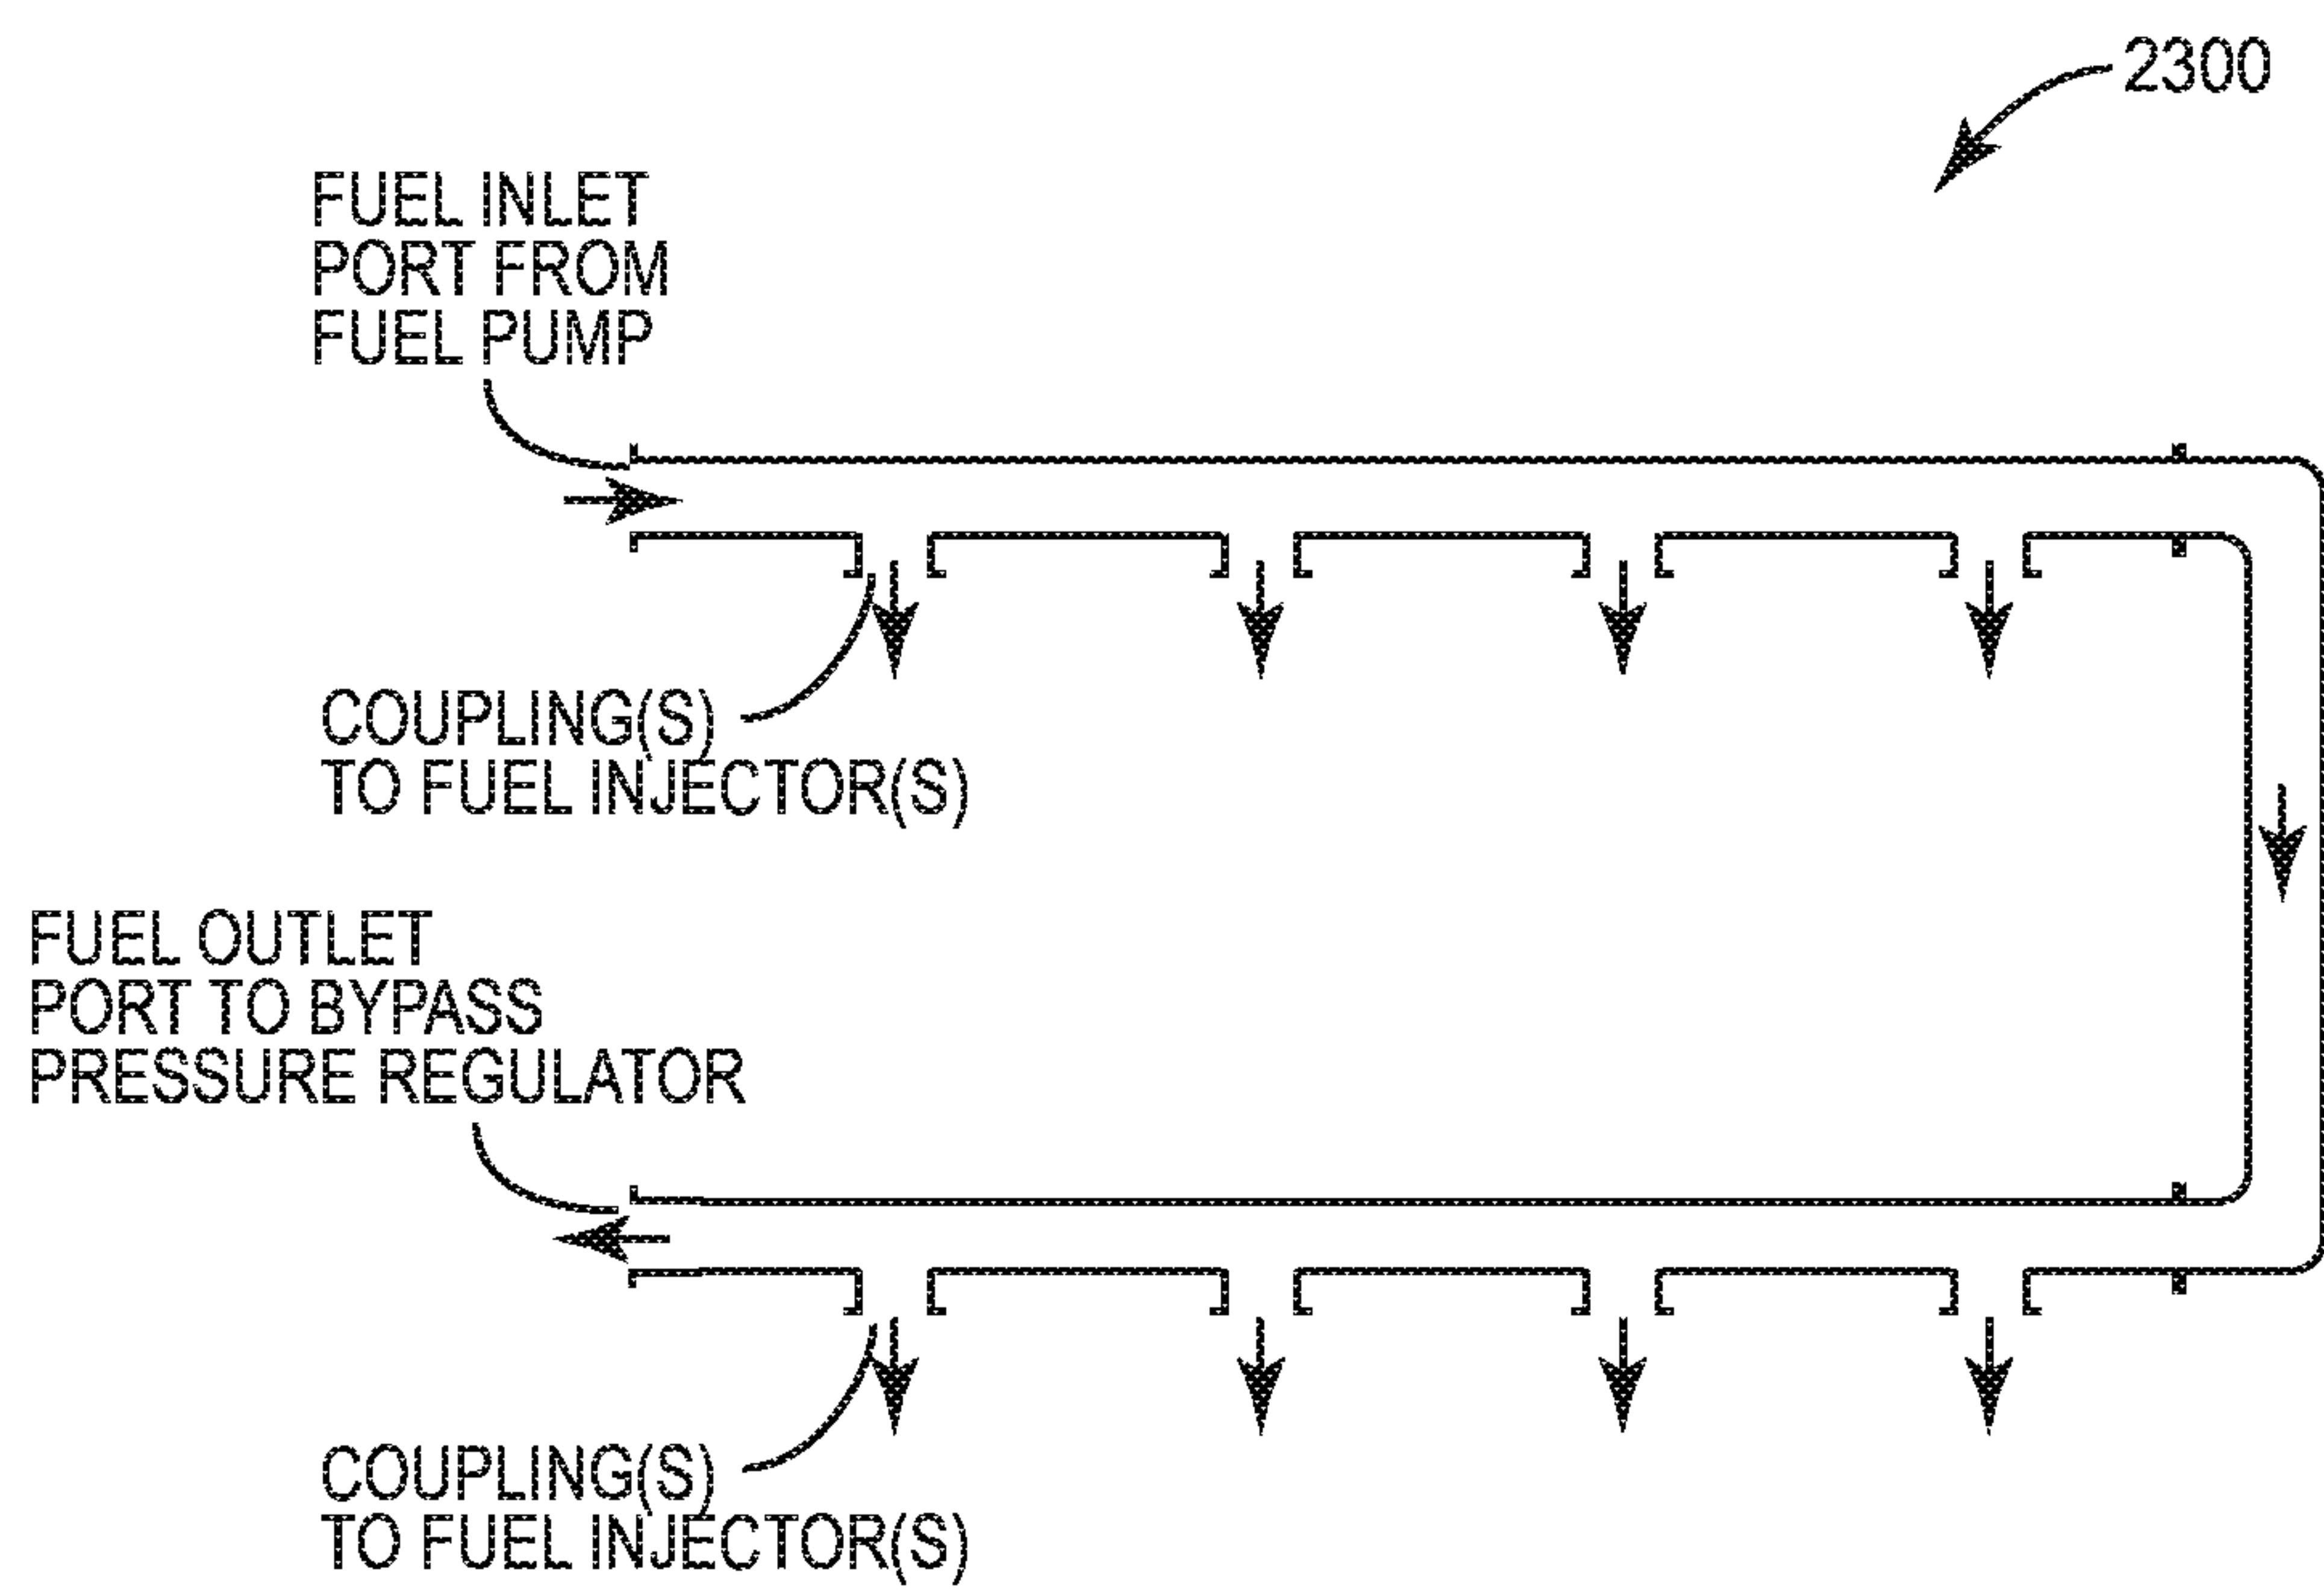 2300
FUEL INLET
PORT FROM
FUEL PUMP
COUPLING(S)
TO FUEL INJECTOR(S)
FUEL OUTLET
PORT TO BYPASS
PRESSURE REGULATOR
COUPLING(S)
TO FUEL INJECTOR(S)